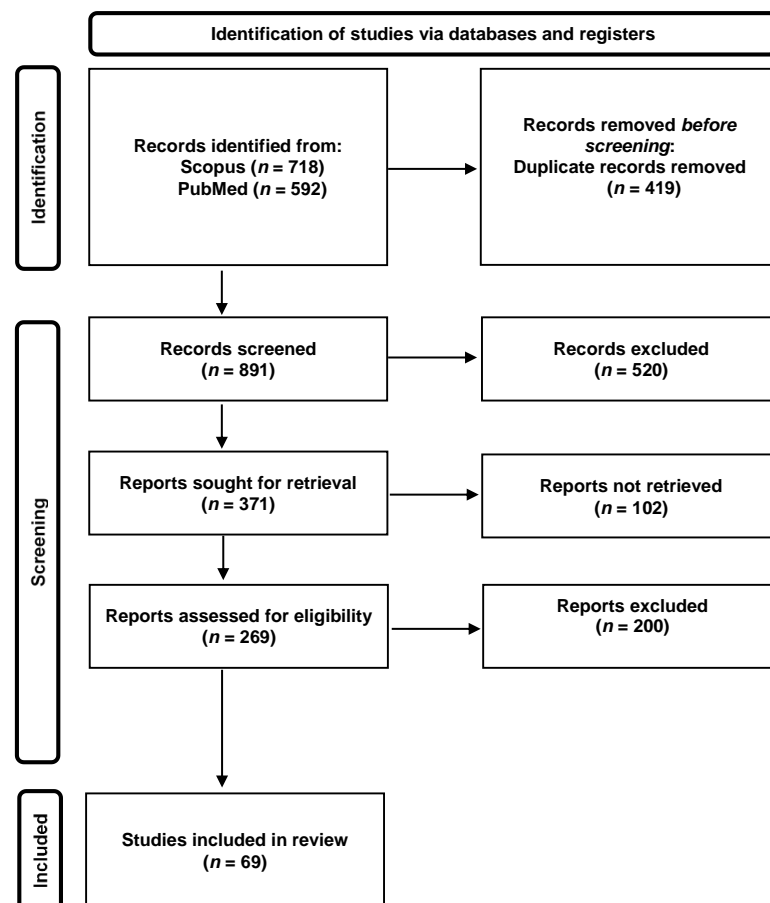 Identification of studies via databases and registers
Identification
Records identified from:
Scopus (n = 718)
PubMed (n = 592)
Records removed before
screening:
Duplicate records removed
(n = 419)
Screening
Records screened
(n = 891)
Records excluded
(n = 520)
Reports sought for retrieval
(n = 371)
Reports not retrieved
(n = 102)
Reports assessed for eligibility
(n = 269)
Reports excluded
(n = 200)
Included
Studies included in review
(n = 69)